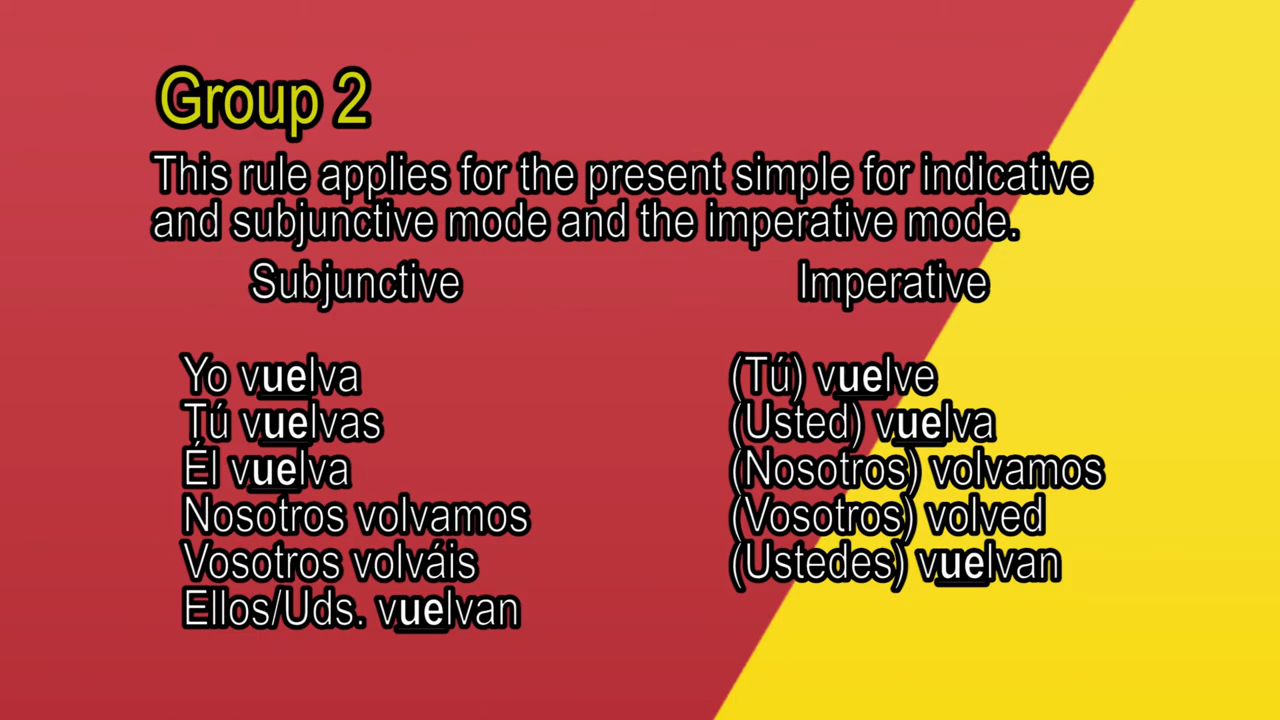 Group 2
This rule applies for the present simple for indicative
and subjunctive mode and the imperative mode.
Subjunctive
Yo vuelva
Tú vuelvas
Él vuelva
Nosotros volvamos
Vosotros volváis
Ellos/Uds. vuelvan
Imperative
(Tú) vuelve
(Usted) vuelva
(Nosotros) volvamos
(Vosotros) volved
(Ustedes) vuelvan